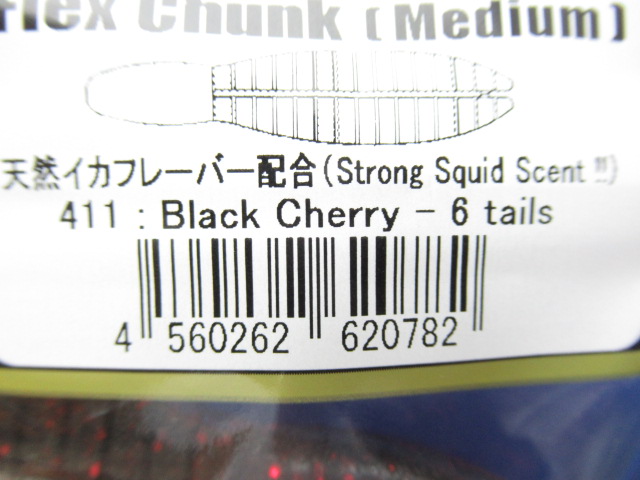 flex Chunk (Medium)
天然イカフレーバー配合(Strong Squid Scent !!)
411 : Black Cherry - 6 tails
4 560262 620782